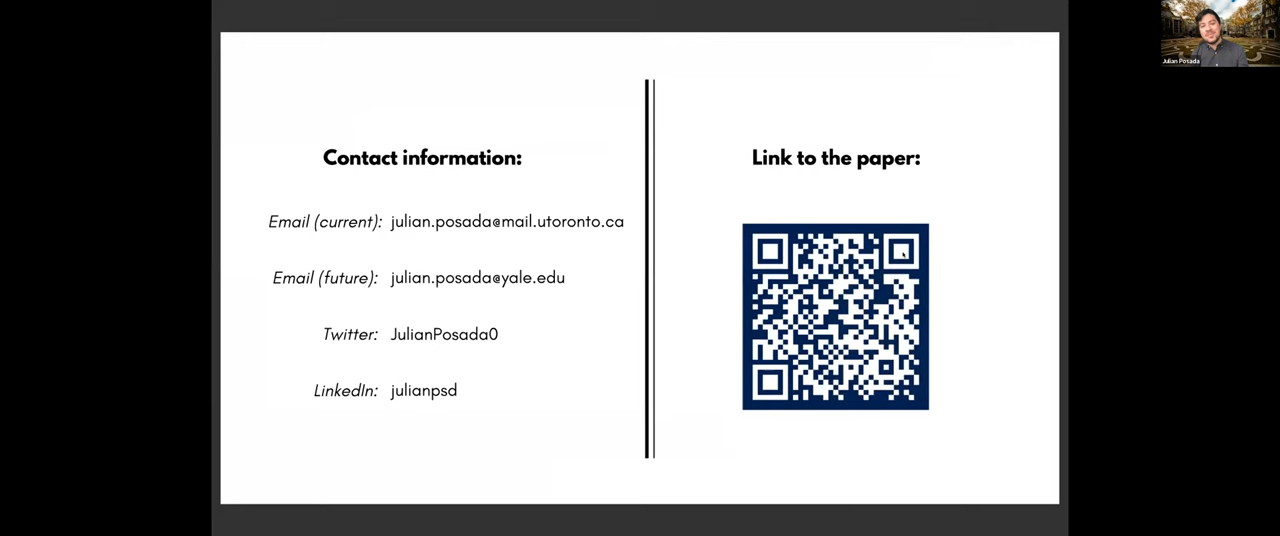 Contact information:
Email (current): julian.posada@mail.utoronto.ca
Email (future): julian.posada@yale.edu
Twitter: JulianPosada0
LinkedIn: julianpsd
Link to the paper:
Julian Posada